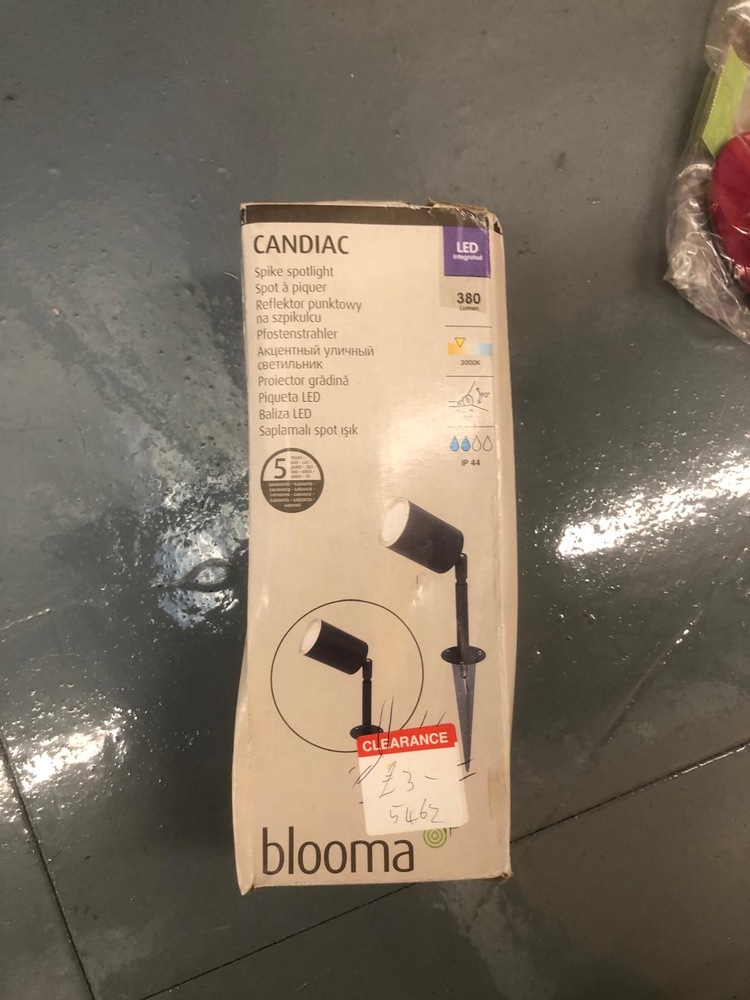 CANDIAC
Spike spotlight
Spot à piquer
Reflektor punktowy
na szpikulcu
Pfostenstrahler
Акцентный уличный
светильник
Proiector grădină
Piqueta LED
Baliza LED
Saplamalı spot ışık
LED
integrated
380
Lumen
3000K
90°
IP 44
5
CLEARANCE
£3-
5462
blooma